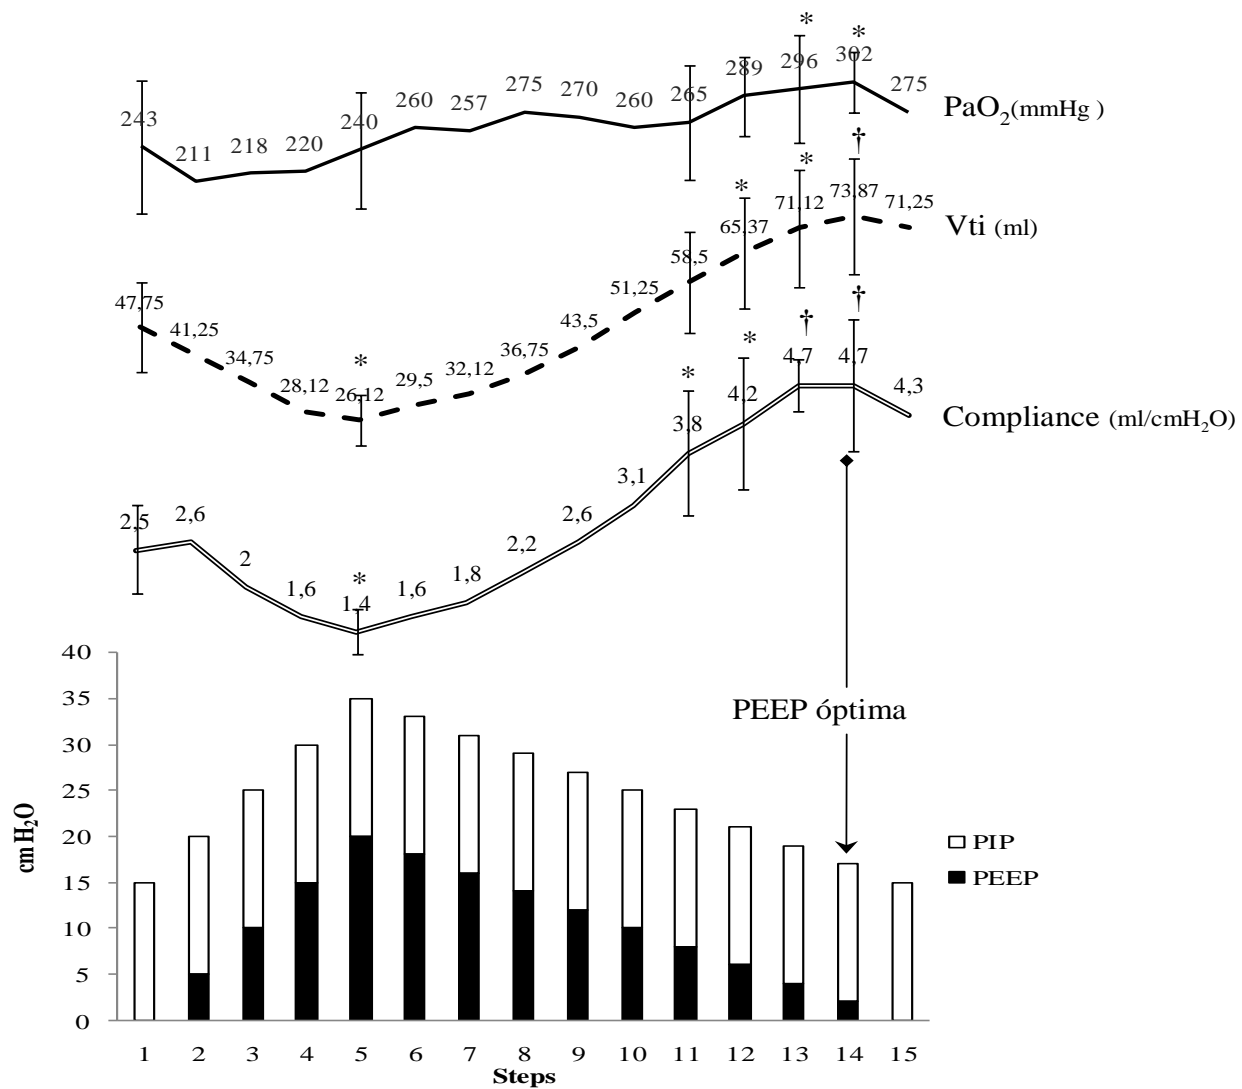 * *
243 211 218 220 240 260 257 275 270 260 265 289 296 302 275
PaO₂(mmHg )
* * †
47,75 41,25 34,75 28,12 26,12 29,5 32,12 36,75 43,5 51,25 58,5 65,37 71,12 73,87 71,25
*
Vti (ml)
* * † †
2,5 2,6 2 1,6 1,4 1,6 1,8 2,2 2,6 3,1 3,8 4,2 4,7 4,7 4,3
*
Compliance (ml/cmH₂O)
PEEP óptima
40
35
30
25
20
15
10
5
0
cm H₂O
PIP
PEEP
1 2 3 4 5 6 7 8 9 10 11 12 13 14 15
Steps